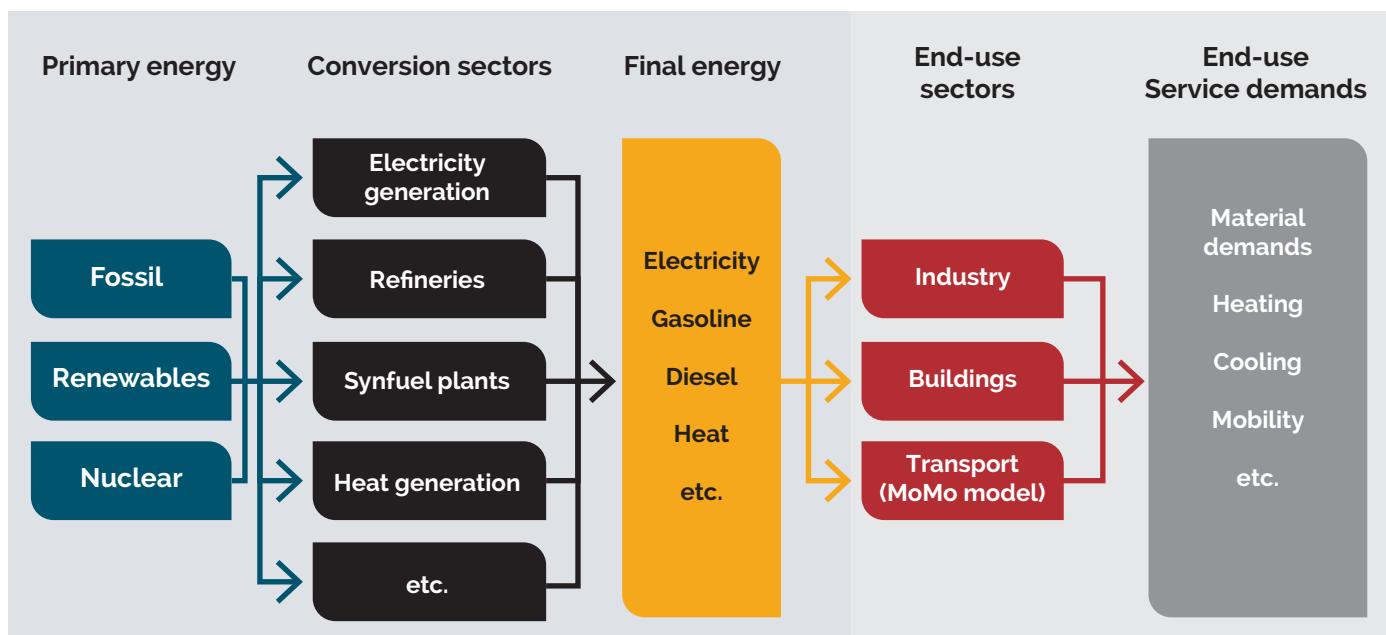 Primary energy
Conversion sectors
Final energy
End-use
sectors
End-use
Service demands
Fossil
Renewables
Nuclear
Electricity
generation
Refineries
Synfuel plants
Heat generation
etc.
Electricity
Gasoline
Diesel
Heat
etc.
Industry
Buildings
Transport
(MoMo model)
Material
demands
Heating
Cooling
Mobility
etc.